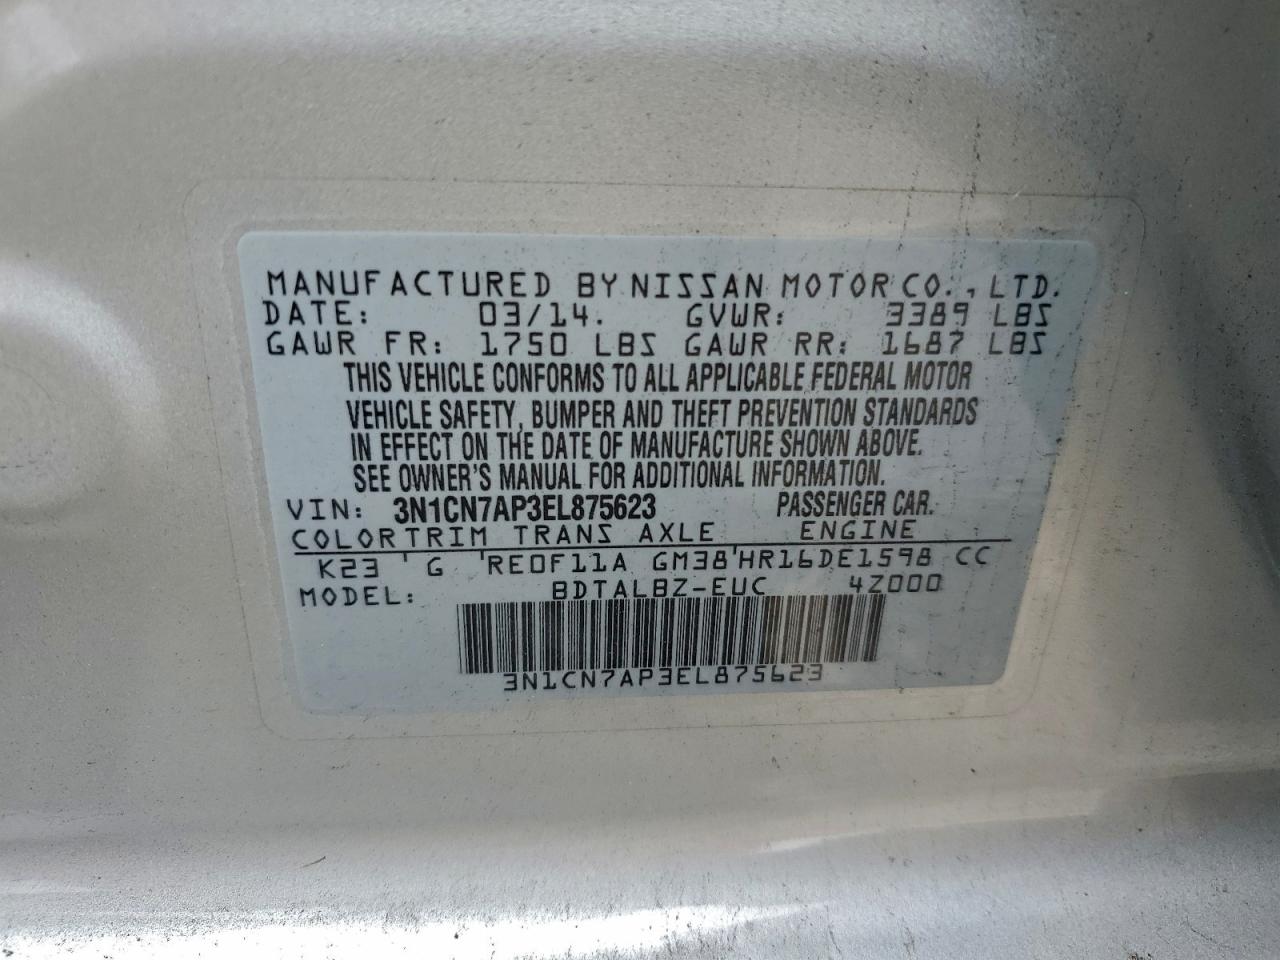 MANUFACTURED BY NISSAN MOTOR CO., LTD.
DATE: 03/14. GVWR: 3389 LBS
GAWR FR: 1750 LBS GAWR RR: 1687 LBS
THIS VEHICLE CONFORMS TO ALL APPLICABLE FEDERAL MOTOR
VEHICLE SAFETY, BUMPER AND THEFT PREVENTION STANDARDS
IN EFFECT ON THE DATE OF MANUFACTURE SHOWN ABOVE.
SEE OWNER'S MANUAL FOR ADDITIONAL INFORMATION.
VIN: 3N1CN7AP3EL875623 PASSENGER CAR.
COLOR TRIM TRANS AXLE ENGINE
K23 ' G 'RE0F11A GM38'HR16DE1598 CC
MODEL: BDTALBZ-EUC 4Z000
3N1CN7AP3EL875623